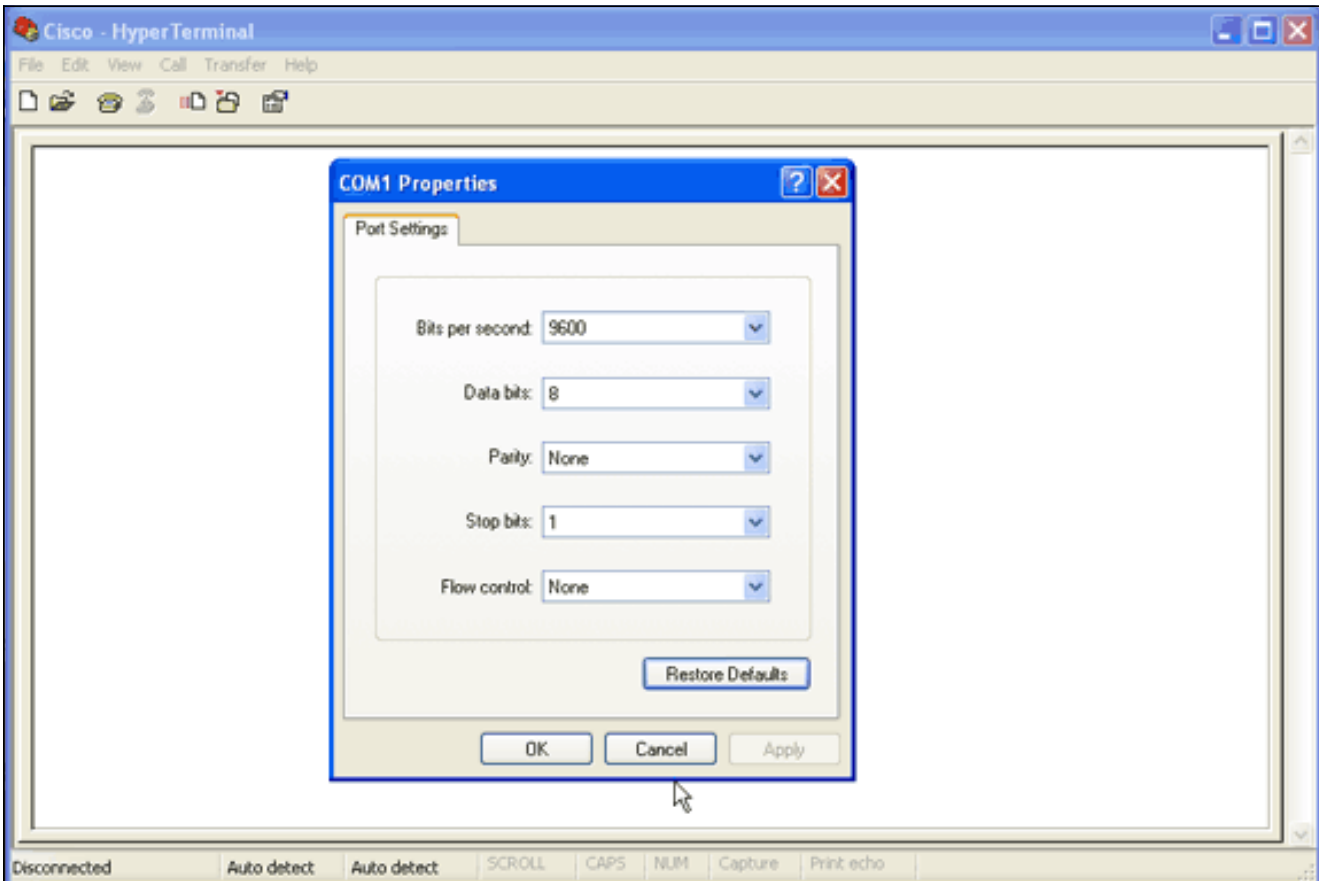 Cisco - HyperTerminal
File Edit View Call Transfer Help
COM1 Properties
Port Settings
Bits per second: 9600
Data bits: 8
Parity: None
Stop bits: 1
Flow control: None
Restore Defaults
OK Cancel Apply
Disconnected Auto detect Auto detect SCROLL CAPS NUM Capture Print echo